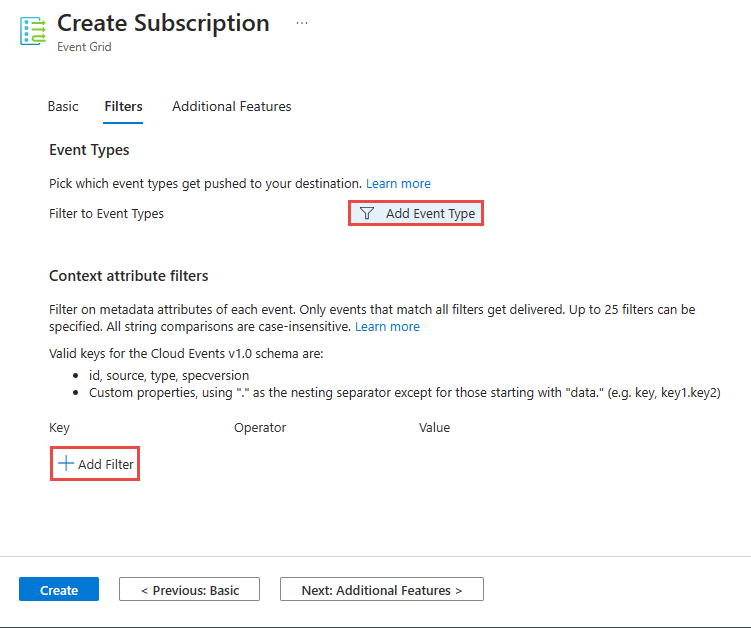 Create Subscription ...
Event Grid
Basic Filters Additional Features
Event Types
Pick which event types get pushed to your destination. Learn more
Filter to Event Types Add Event Type
Context attribute filters
Filter on metadata attributes of each event. Only events that match all filters get delivered. Up to 25 filters can be
specified. All string comparisons are case-insensitive. Learn more
Valid keys for the Cloud Events v1.0 schema are:
• id, source, type, specversion
• Custom properties, using "." as the nesting separator except for those starting with "data." (e.g. key, key1.key2)
Key Operator Value
+ Add Filter
Create < Previous: Basic Next: Additional Features >